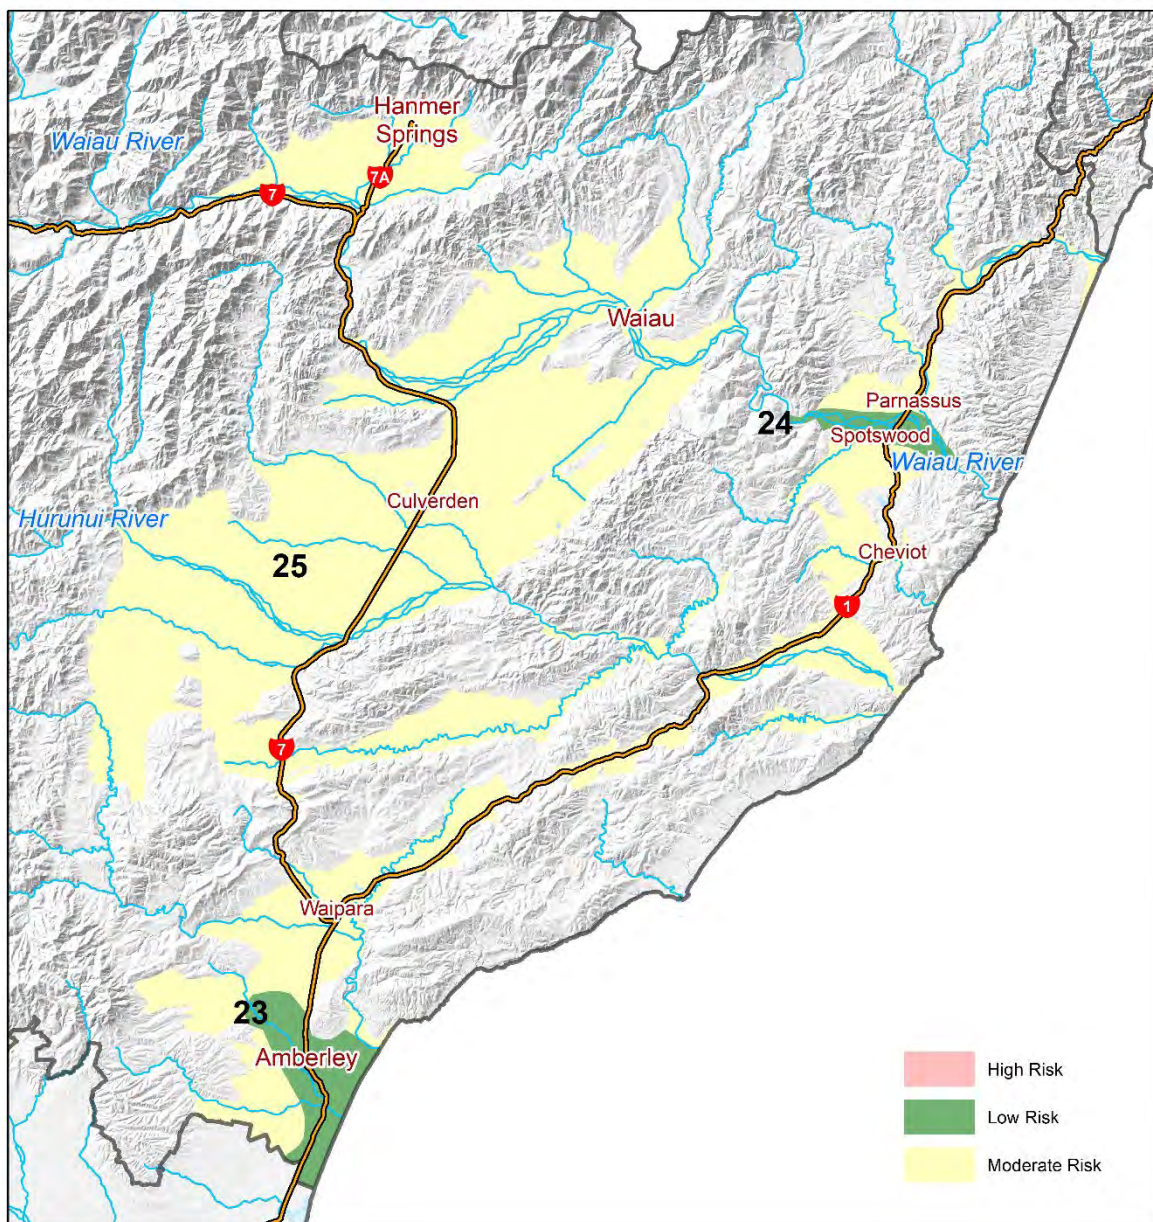 Hanmer
Springs
Waiau River
7A
7
Waiau
Parnassus
24
Spotswood
Waiau River
Culverden
Hurunui River
25
Cheviot
1
7
Waipara
23
Amberley
High Risk
Low Risk
Moderate Risk